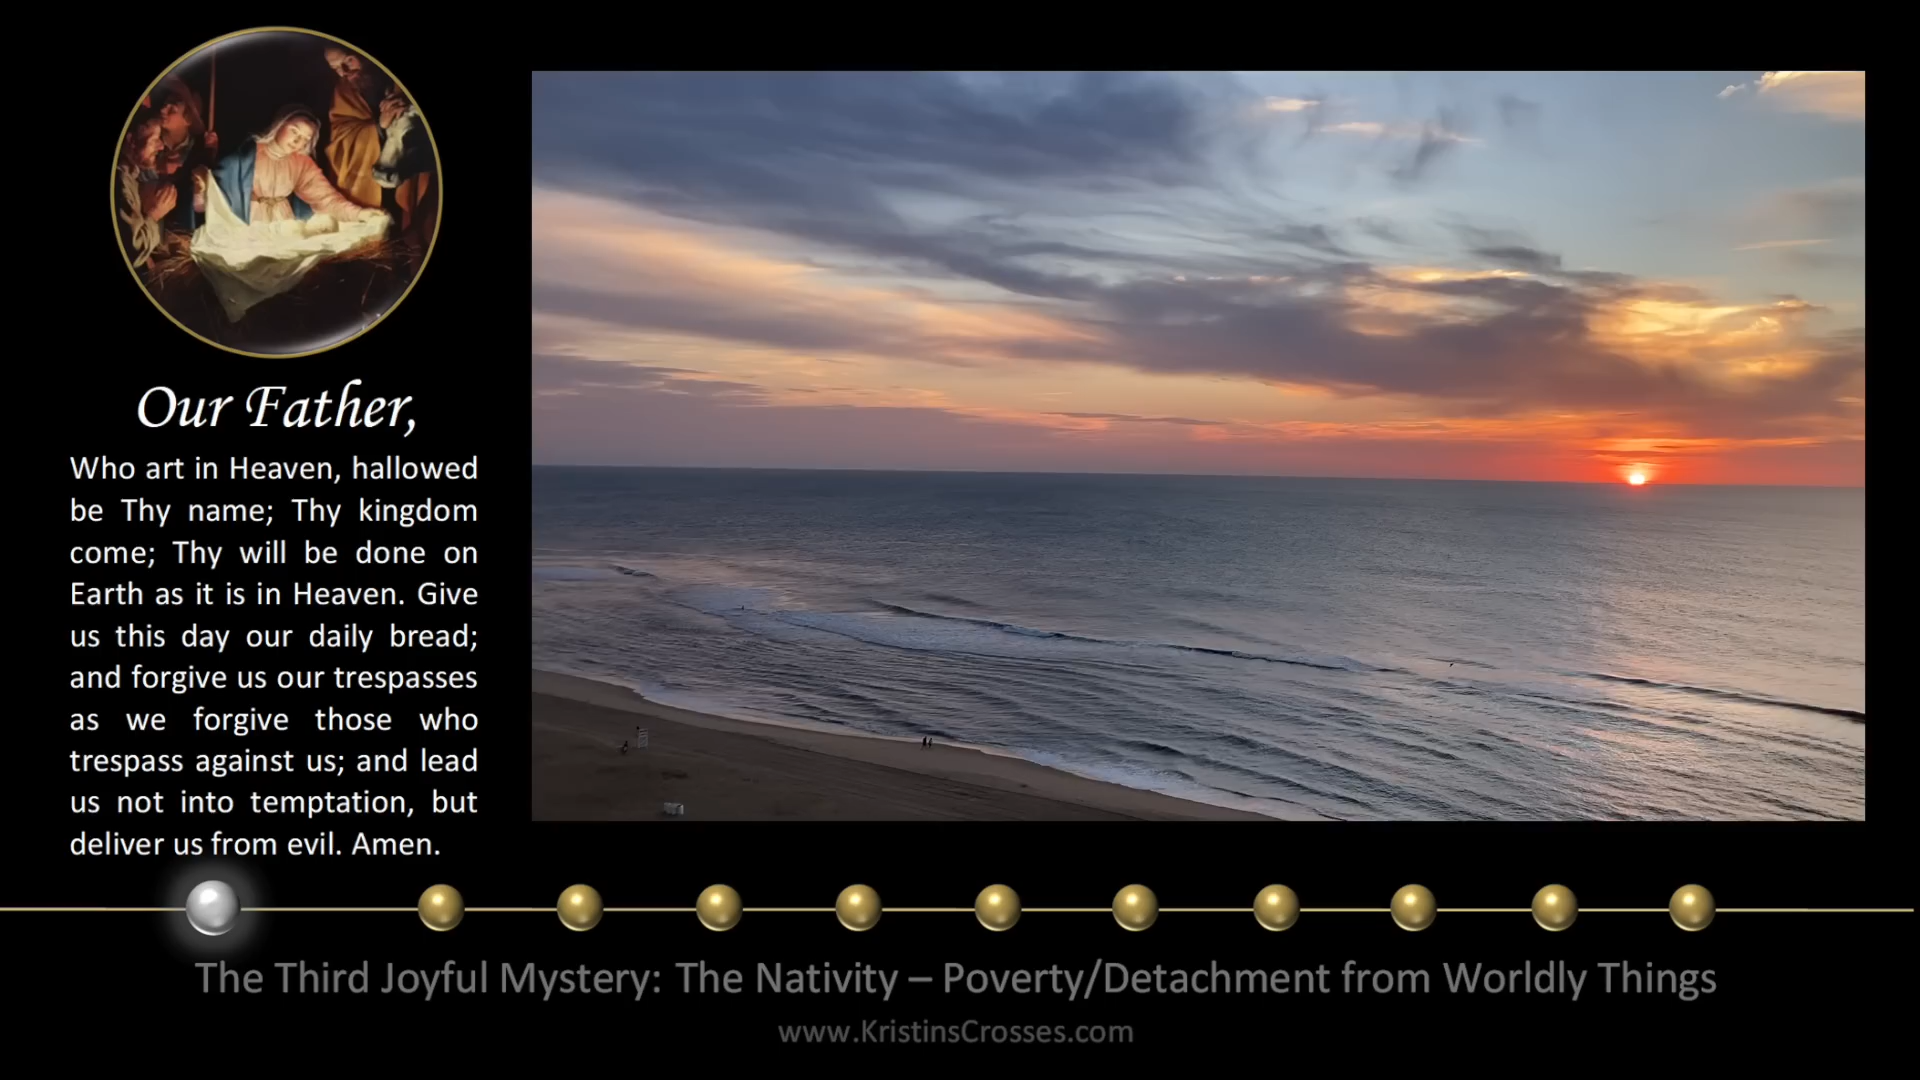 Our Father,
Who art in Heaven, hallowed
be Thy name; Thy kingdom
come; Thy will be done on
Earth as it is in Heaven. Give
us this day our daily bread;
and forgive us our trespasses
as we forgive those who
trespass against us; and lead
us not into temptation, but
deliver us from evil. Amen.
The Third Joyful Mystery: The Nativity – Poverty/Detachment from Worldly Things
www.KristinsCrosses.com